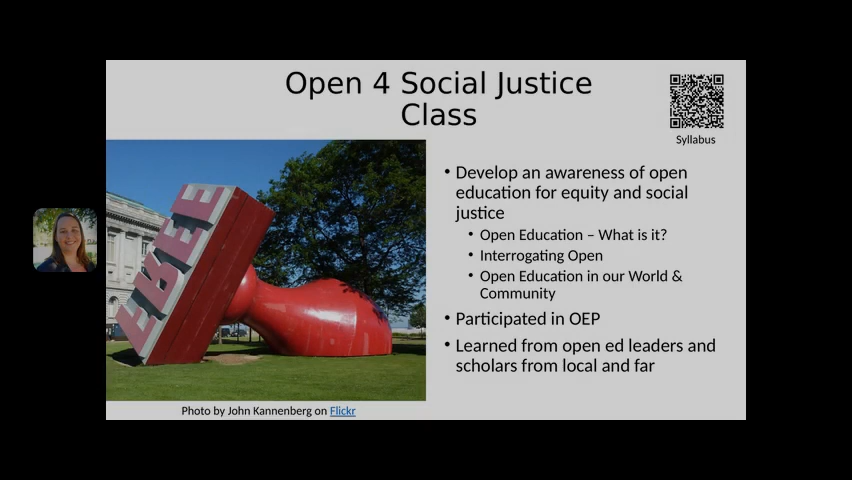 Open 4 Social Justice
Class
Syllabus
FREE
• Develop an awareness of open
education for equity and social
justice
• Open Education – What is it?
• Interrogating Open
• Open Education in our World &
Community
• Participated in OEP
• Learned from open ed leaders and
scholars from local and far
Photo by John Kannenberg on Flickr